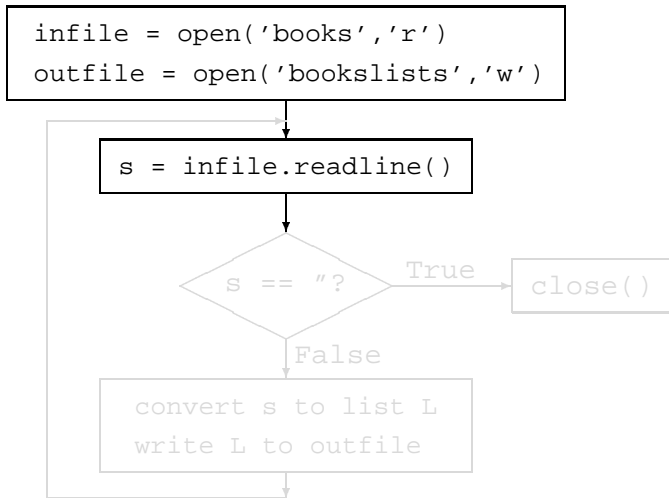 infile = open('books','r')
outfile = open('bookslists','w')
s = infile.readline()
s == ''?
True
close()
False
convert s to list L
write L to outfile